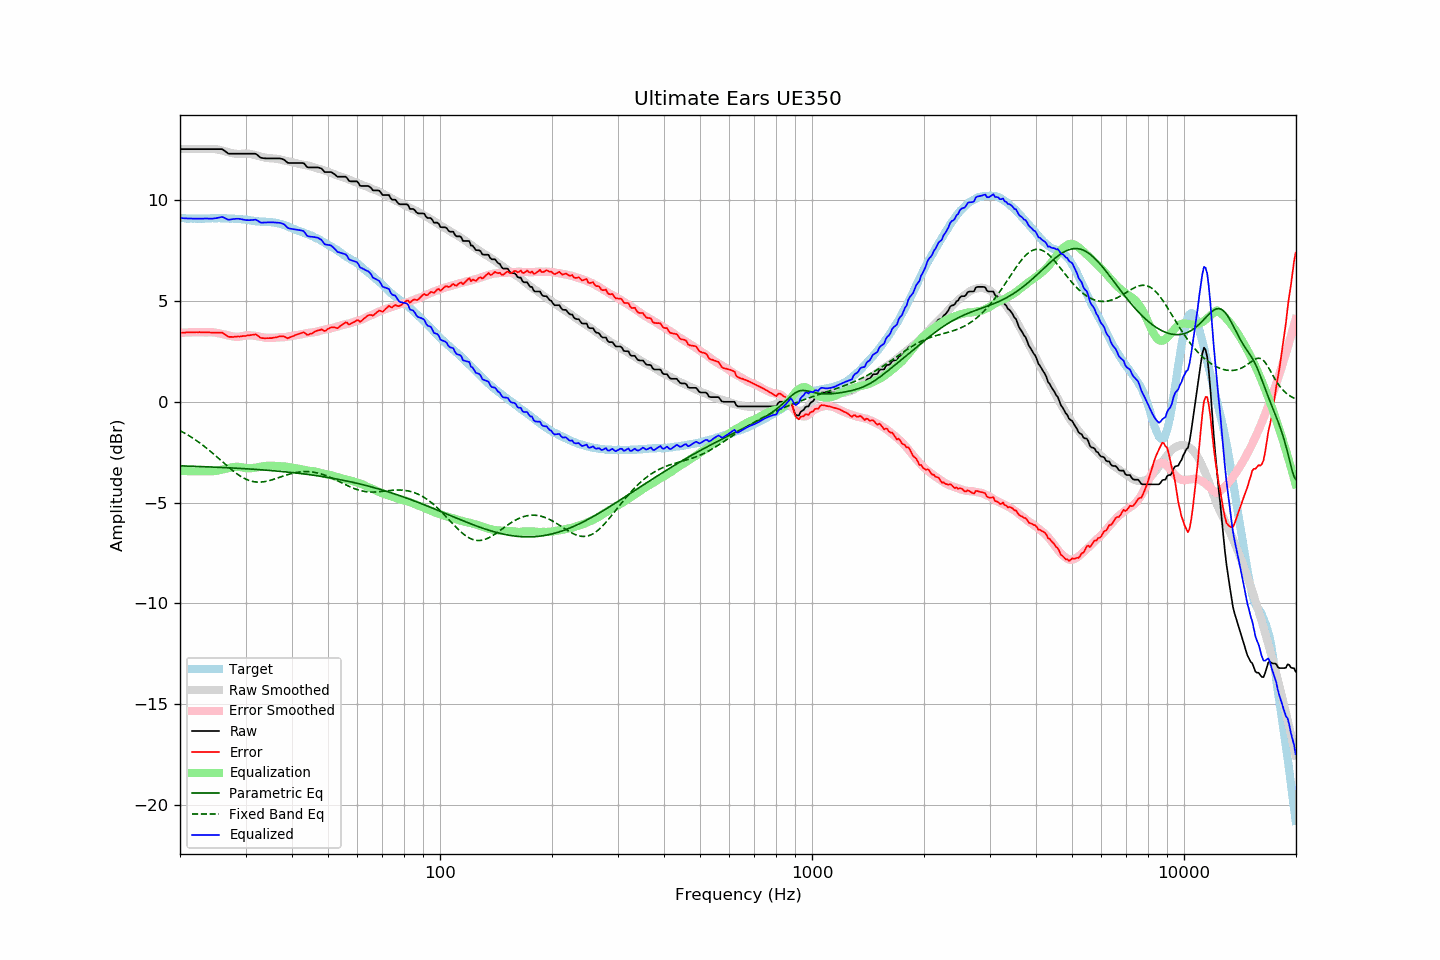 Ultimate Ears UE350
10
5
0
−5
−10
−15
−20
Amplitude (dBr)
Target
Raw Smoothed
Error Smoothed
Raw
Error
Equalization
Parametric Eq
Fixed Band Eq
Equalized
100
1000
10000
Frequency (Hz)